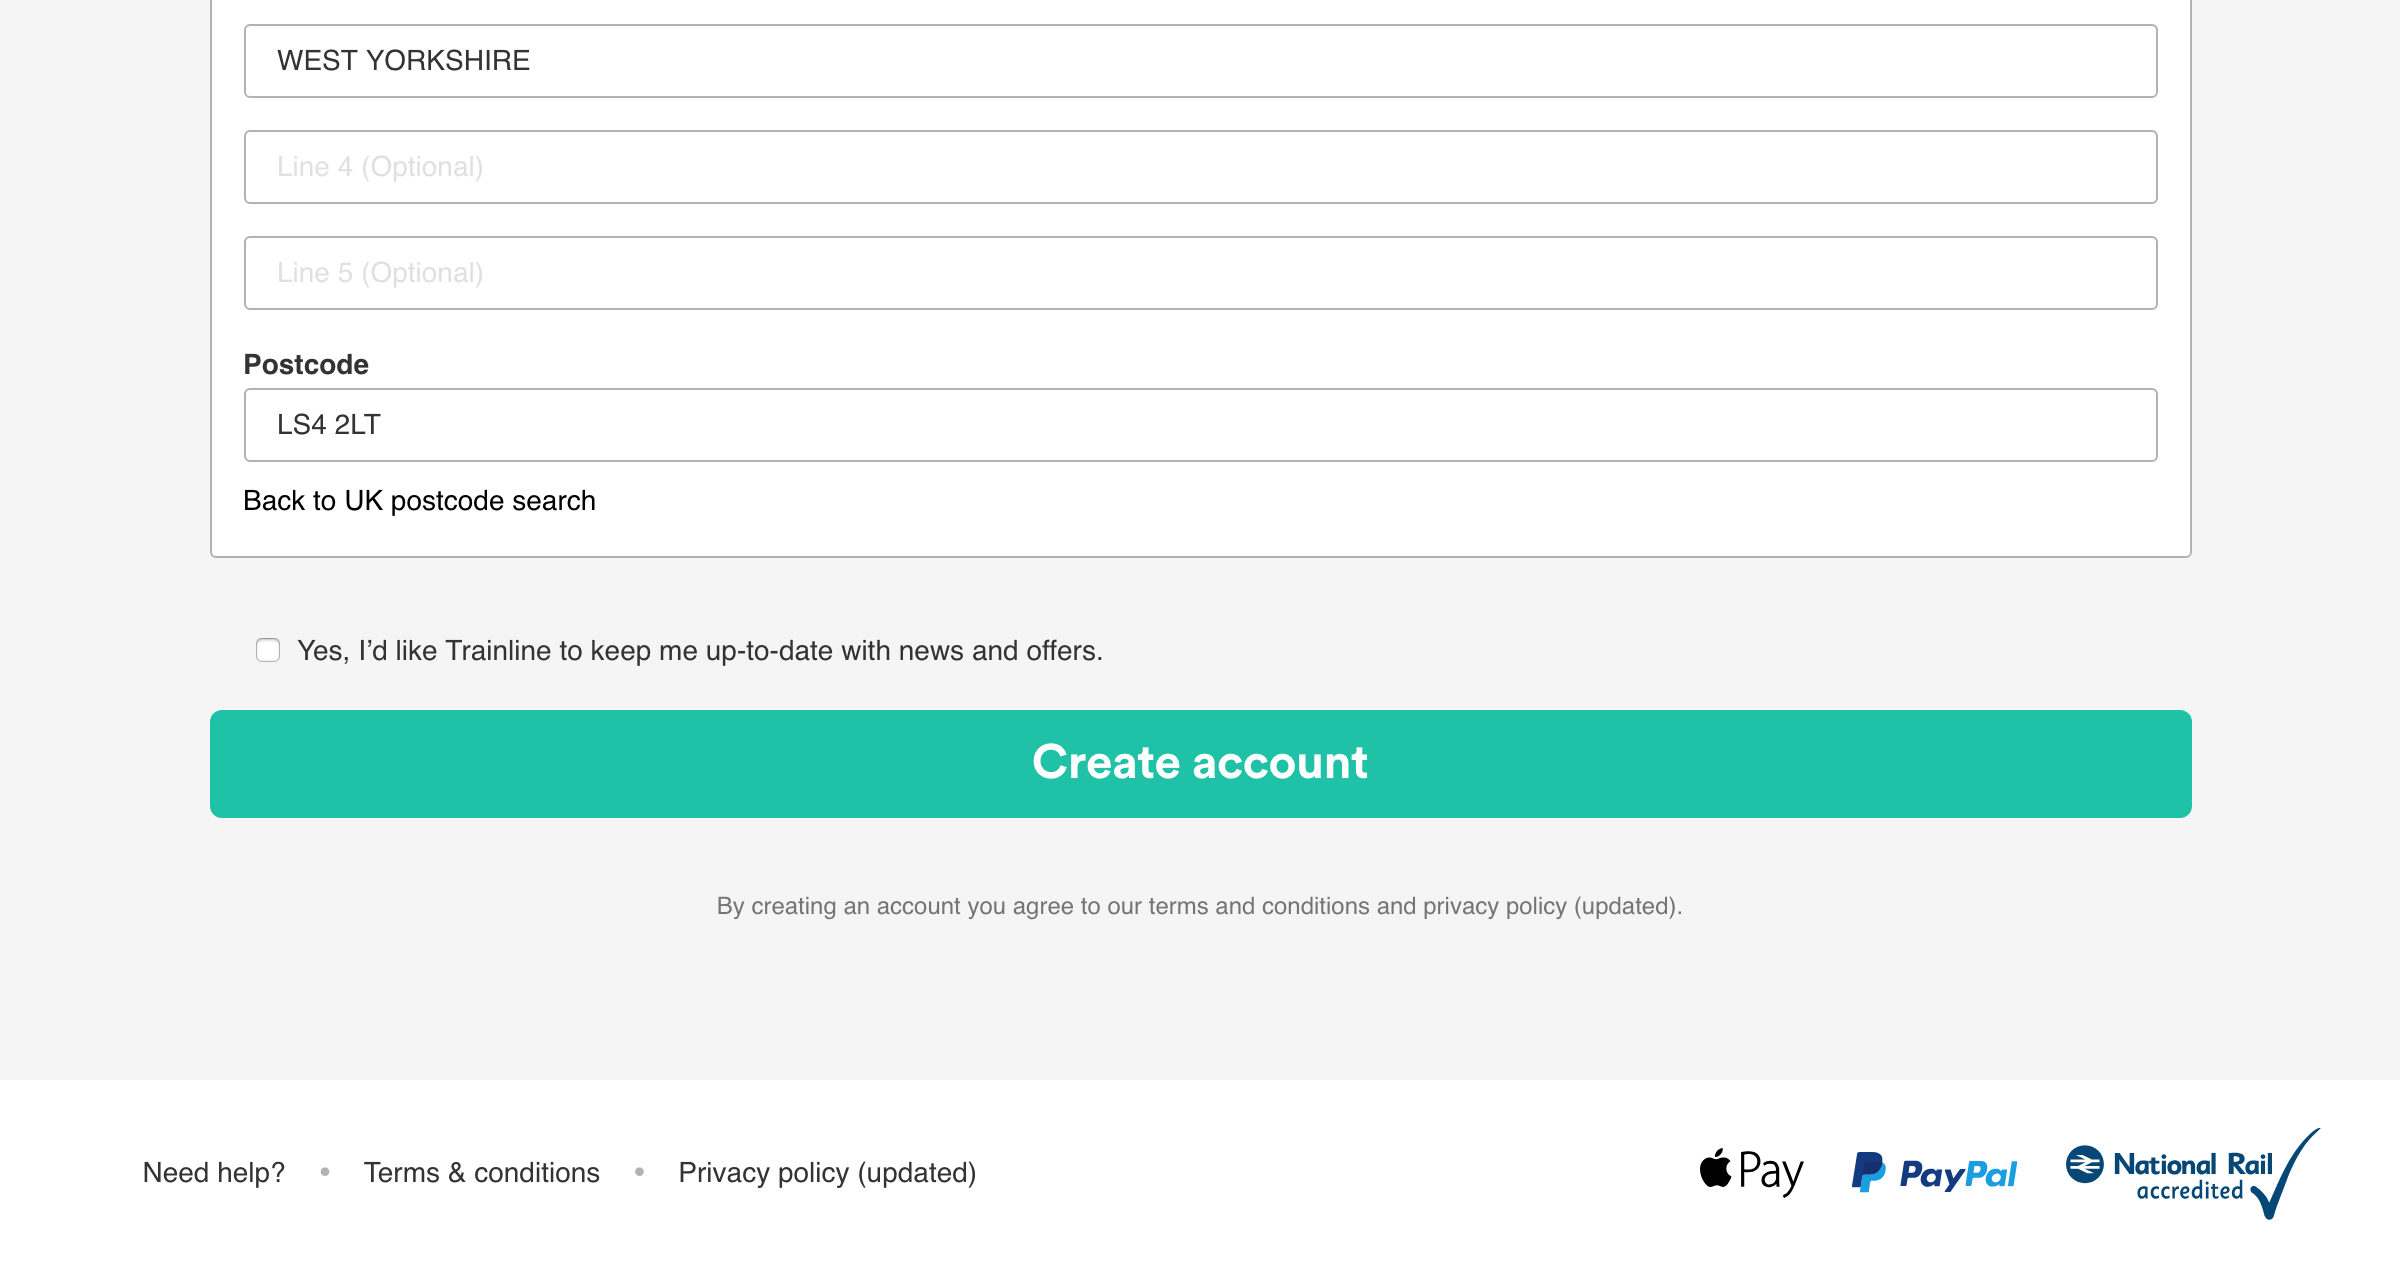 WEST YORKSHIRE
Line 4 (Optional)
Line 5 (Optional)
Postcode
LS4 2LT
Back to UK postcode search
Yes, I’d like Trainline to keep me up-to-date with news and offers.
Create account
By creating an account you agree to our terms and conditions and privacy policy (updated).
Need help? • Terms & conditions • Privacy policy (updated)
Pay
PayPal
National Rail
accredited